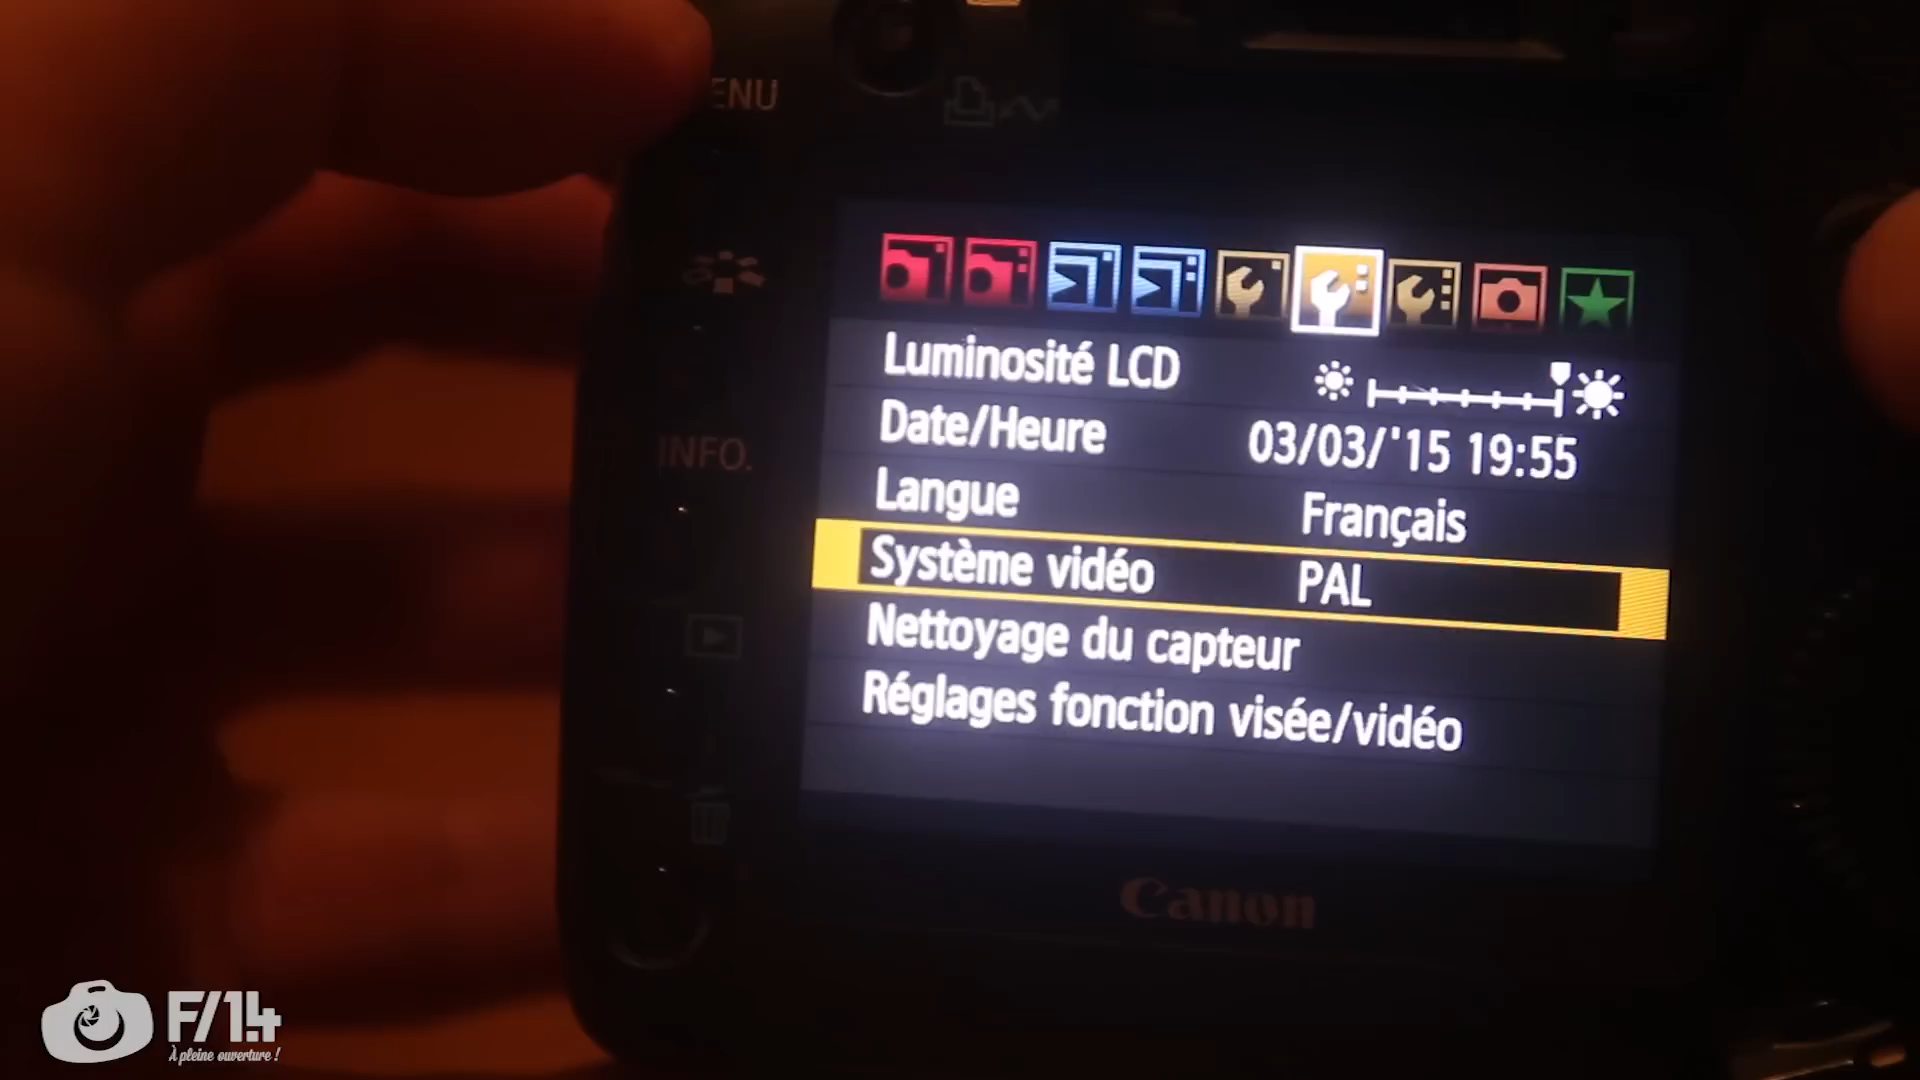 ENU
Luminosité LCD
Date/Heure 03/03/'15 19:55
INFO.
Langue Français
Système vidéo PAL
Nettoyage du capteur
Réglages fonction visée/vidéo
Canon
F/1.4
À pleine ouverture !